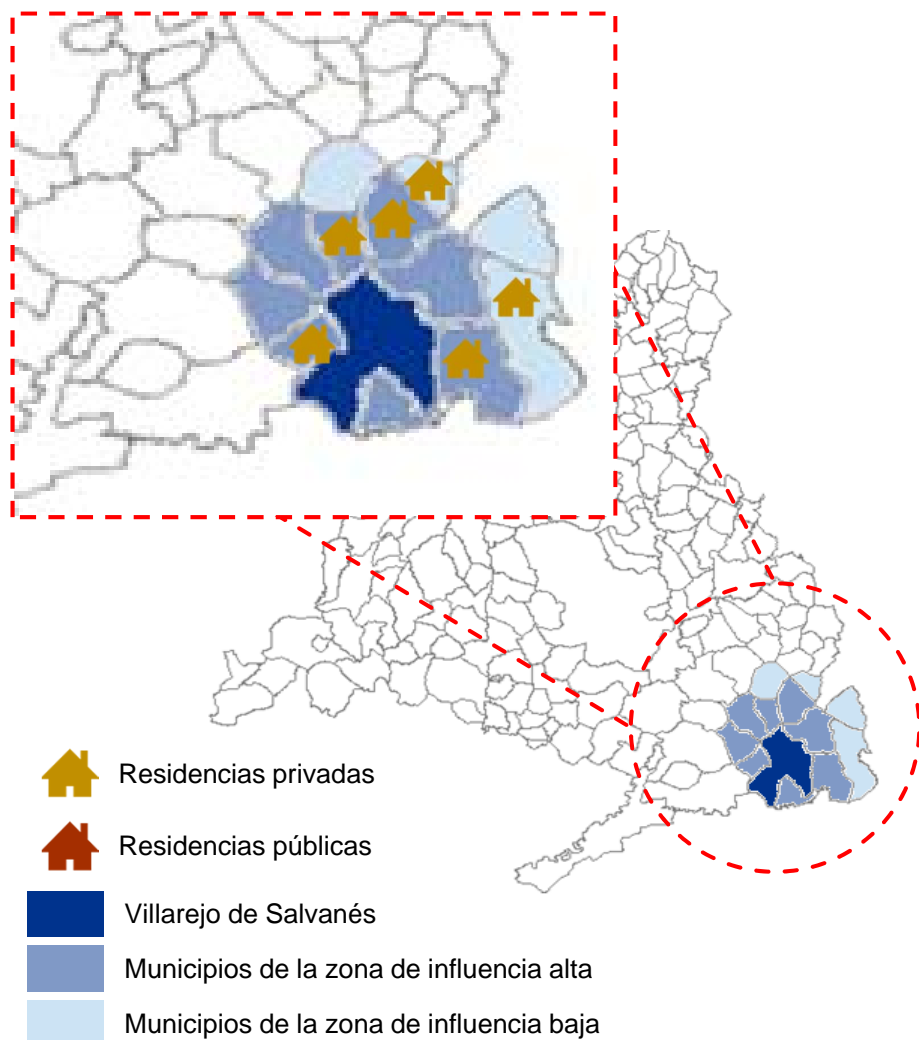 Residencias privadas
Residencias públicas
Villarejo de Salvanés
Municipios de la zona de influencia alta
Municipios de la zona de influencia baja